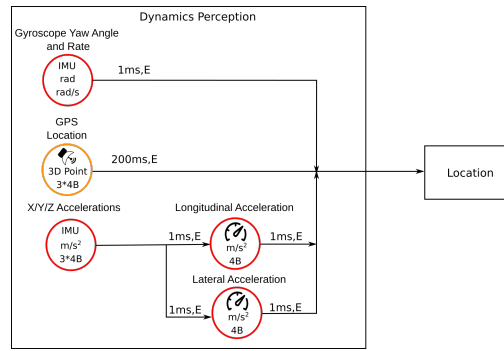 Dynamics Perception
Gyroscope Yaw Angle
and Rate
IMU
rad
rad/s
1ms,E
GPS
Location
3D Point
3*4B
200ms,E
Location
X/Y/Z Accelerations
IMU
m/s²
3*4B
Longitudinal Acceleration
1ms,E
m/s²
4B
1ms,E
Lateral Acceleration
1ms,E
m/s²
4B
1ms,E